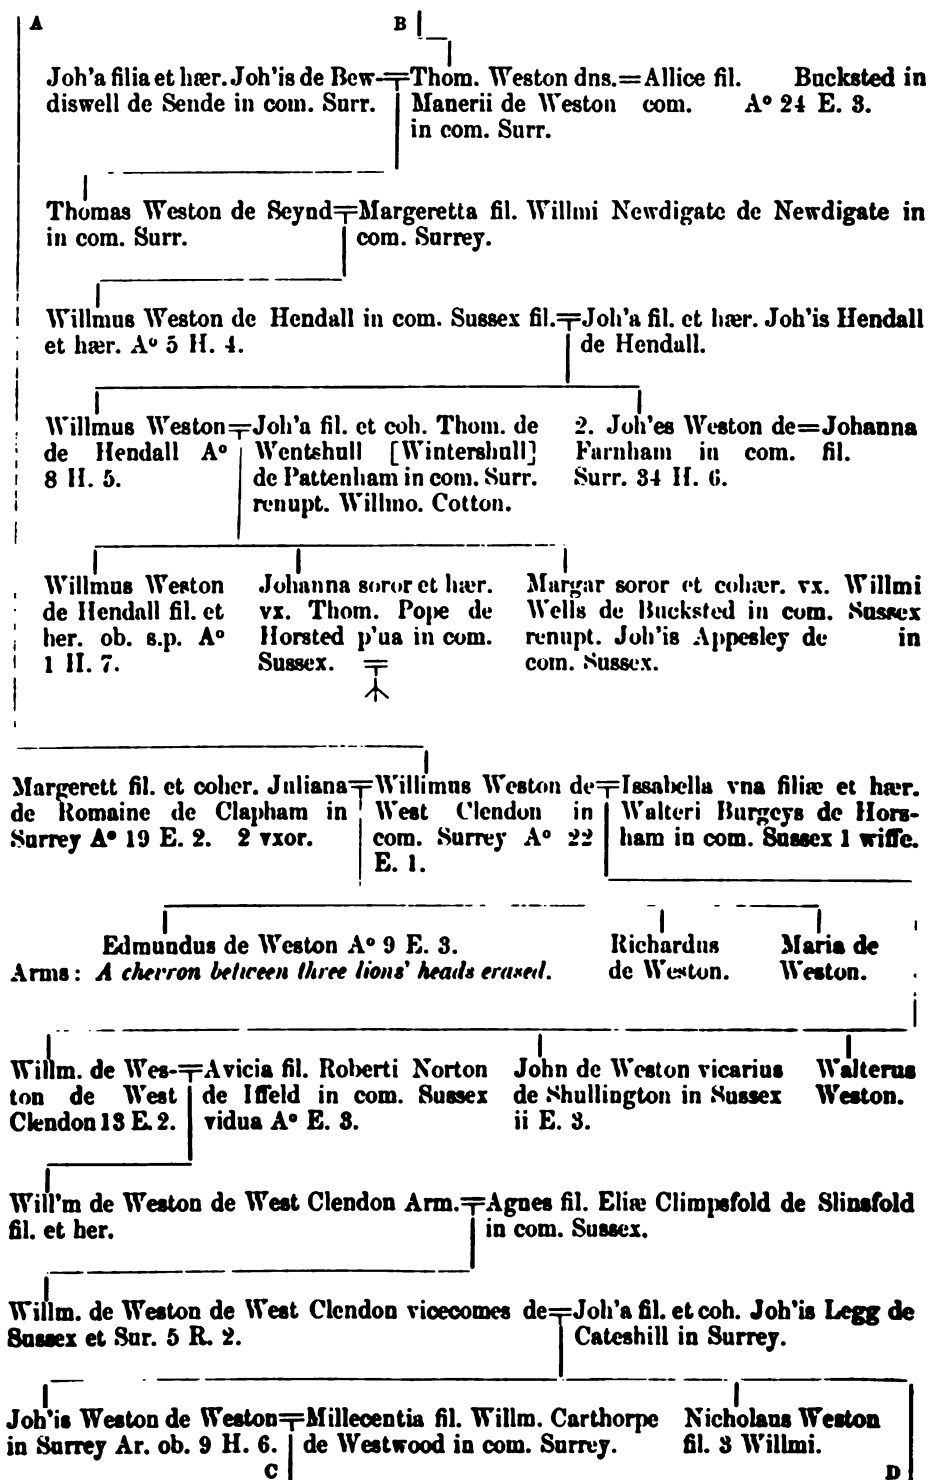 A
B
Joh'a filia et hær. Joh'is de Bew-
diswell de Sende in com. Surr.
Thom. Weston dns.
Manerii de Weston
in com. Surr.
Allice fil. Bucksted in
com. Aº 24 E. 3.
Thomas Weston de Seynd
in com. Surr.
Margeretta fil. Willmi Newdigate de Newdigate in
com. Surrey.
Willmus Weston de Hendall in com. Sussex fil.
et hær. Aº 5 H. 4.
Joh'a fil. et hær. Joh'is Hendall
de Hendall.
Willmus Weston
de Hendall Aº
8 H. 5.
Joh'a fil. et coh. Thom. de
Wentshull [Wintershull]
de Pattenham in com. Surr.
renupt. Willmo. Cotton.
2. Joh'es Weston de
Farnham in com.
Surr. 34 H. 6.
Johanna
fil.
Willmus Weston
de Hendall fil. et
her. ob. s.p. Aº
1 H. 7.
Johanna soror et hær.
vx. Thom. Pope de
Horsted p'ua in com.
Sussex.
Margar soror et cohær. vx. Willmi
Wells de Bucksted in com. Sussex
renupt. Joh'is Appesley de in
com. Sussex.
Margerett fil. et coher. Juliana
de Romaine de Clapham in
Surrey Aº 19 E. 2. 2 vxor.
Willimus Weston de
West Clendon in
com. Surrey Aº 22
E. 1.
Issabella vna filiæ et hær.
Walteri Burgeys de Hors-
ham in com. Sussex 1 wiffe.
Edmundus de Weston Aº 9 E. 3.
Arms: A chevron between three lions' heads erased.
Richardus
de Weston.
Maria de
Weston.
Willm. de Wes-
ton de West
Clendon 13 E. 2.
Avicia fil. Roberti Norton
de Iffeld in com. Sussex
vidua Aº E. 3.
John de Weston vicarius
de Shullington in Sussex
ii E. 3.
Walterus
Weston.
Will'm de Weston de West Clendon Arm.
fil. et her.
Agnes fil. Eliæ Climpsfold de Slinsfold
in com. Sussex.
Willm. de Weston de West Clendon vicecomes de
Sussex et Sur. 5 R. 2.
Joh'a fil. et coh. Joh'is Legg de
Cateshill in Surrey.
Joh'is Weston de Weston
in Surrey Ar. ob. 9 H. 6.
Millecentia fil. Willm. Carthorpe
de Westwood in com. Surrey.
Nicholaus Weston
fil. 3 Willmi.
C
D